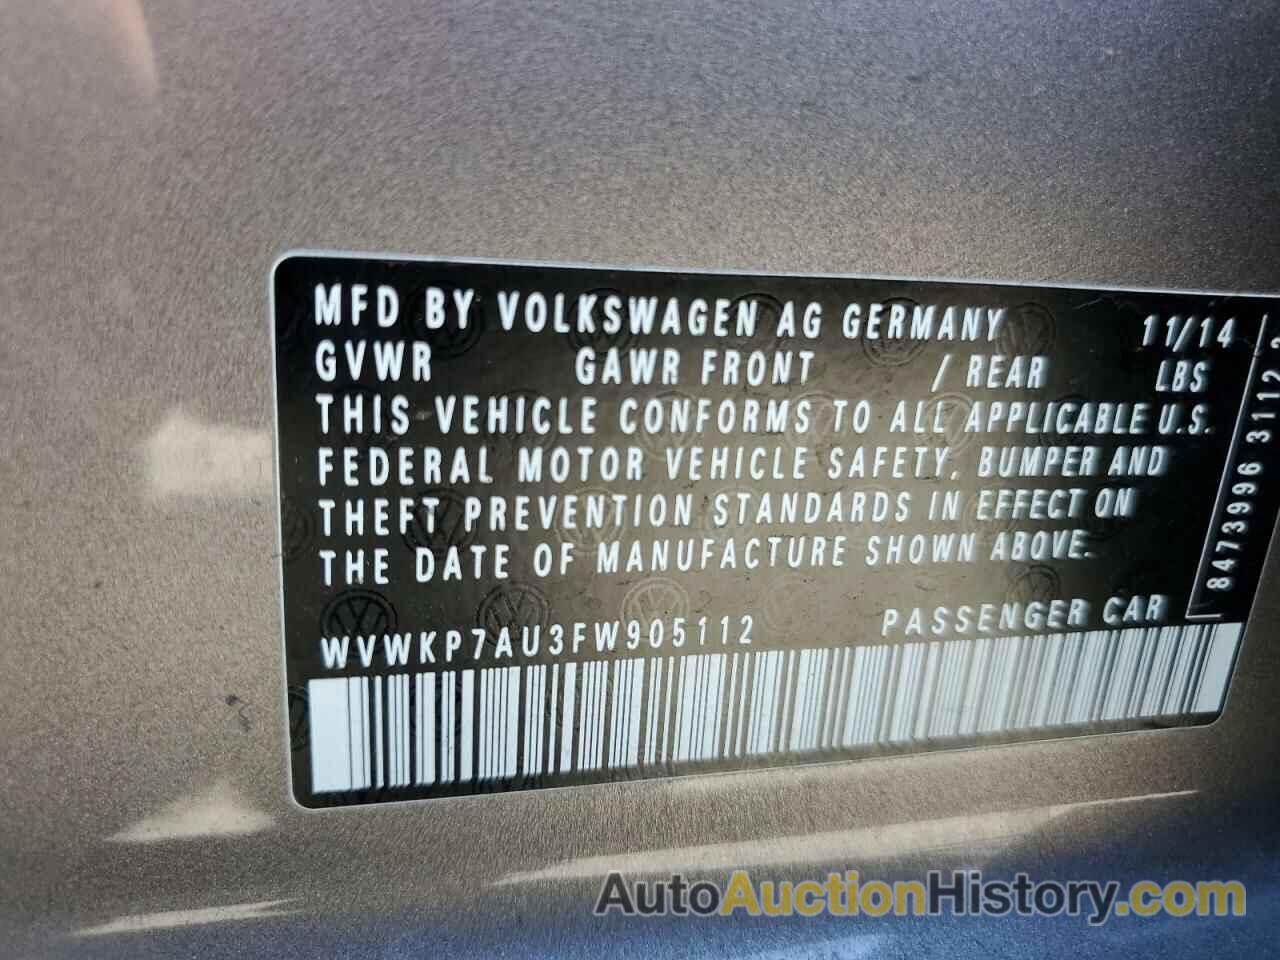 MFD BY VOLKSWAGEN AG GERMANY 11/14
GVWR GAWR FRONT / REAR LBS
THIS VEHICLE CONFORMS TO ALL APPLICABLE U.S.
FEDERAL MOTOR VEHICLE SAFETY, BUMPER AND
THEFT PREVENTION STANDARDS IN EFFECT ON
THE DATE OF MANUFACTURE SHOWN ABOVE.
WVWKP7AU3FW905112 PASSENGER CAR
8473996 3112
AutoAuctionHistory.com